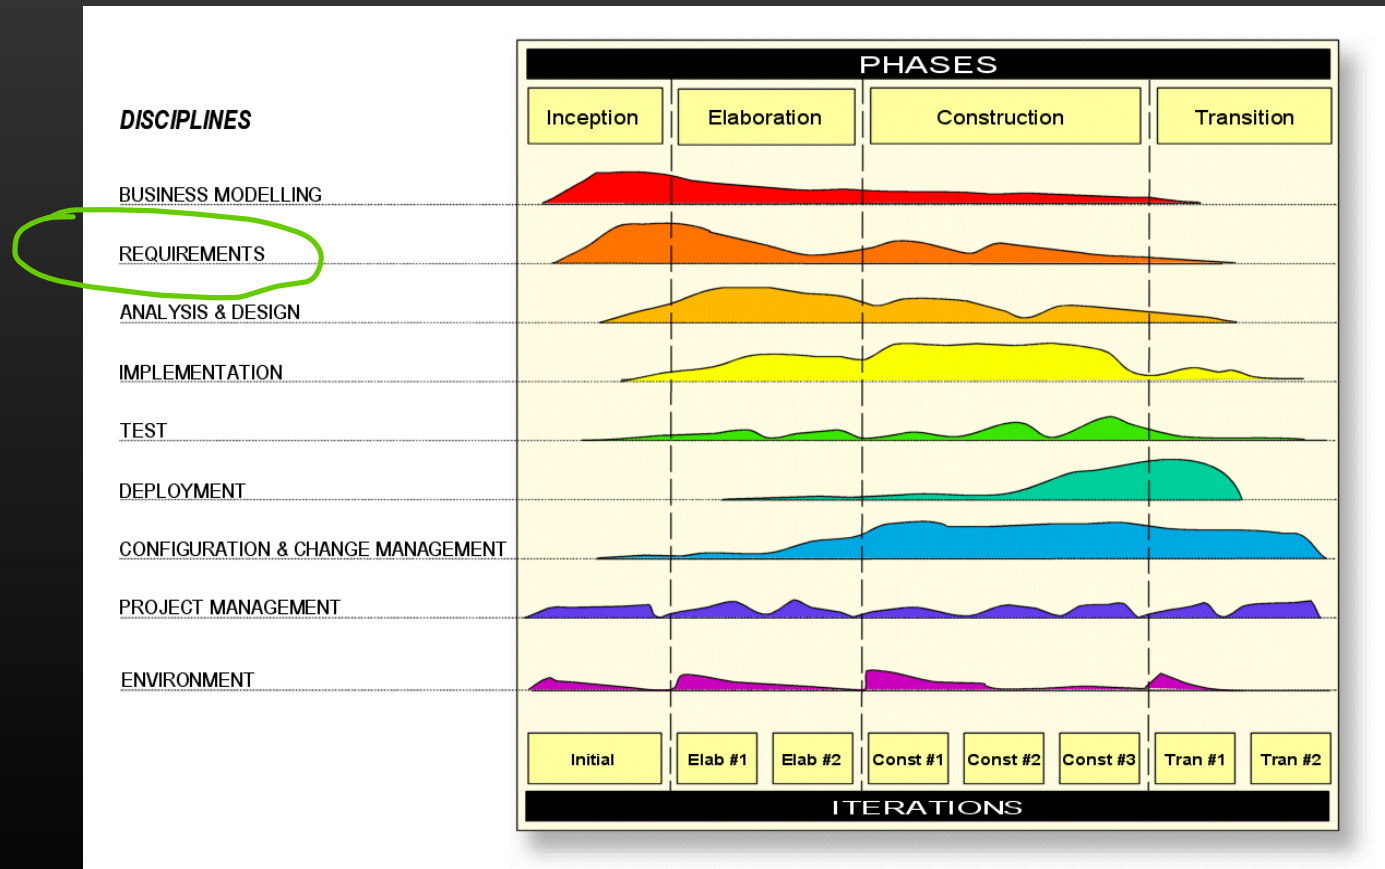 PHASES
DISCIPLINES
Inception
Elaboration
Construction
Transition
BUSINESS MODELLING
REQUIREMENTS
ANALYSIS & DESIGN
IMPLEMENTATION
TEST
DEPLOYMENT
CONFIGURATION & CHANGE MANAGEMENT
PROJECT MANAGEMENT
ENVIRONMENT
Initial
Elab #1
Elab #2
Const #1
Const #2
Const #3
Tran #1
Tran #2
ITERATIONS